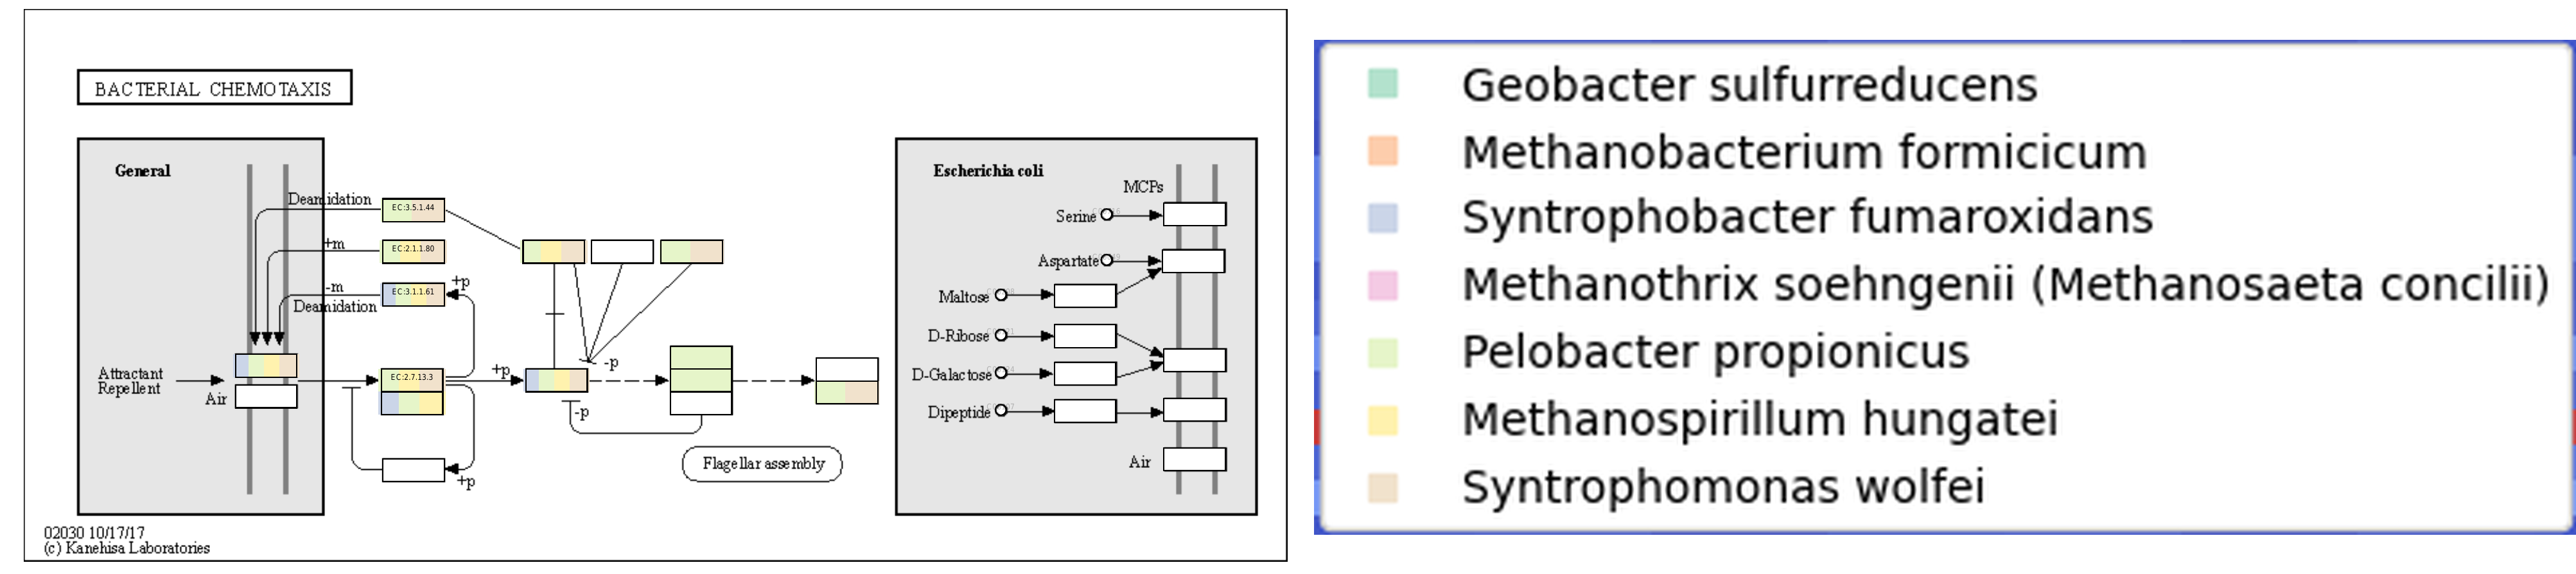 BACTERIAL CHEMOTAXIS
General
Deamidation
EC:3.5.1.44
+m
EC:2.1.1.80
-m
EC:3.1.1.61
+p
Deamidation
Attractant
Repellent
Air
EC:2.7.13.3
+p
-p
-p
+p
Flagellar assembly
Escherichia coli
MCPs
Serine
Aspartate
Maltose
D-Ribose
D-Galactose
Dipeptide
Air
02030 10/17/17
(c) Kanehisa Laboratories
Geobacter sulfurreducens
Methanobacterium formicicum
Syntrophobacter fumaroxidans
Methanothrix soehngenii (Methanosaeta concilii)
Pelobacter propionicus
Methanospirillum hungatei
Syntrophomonas wolfei